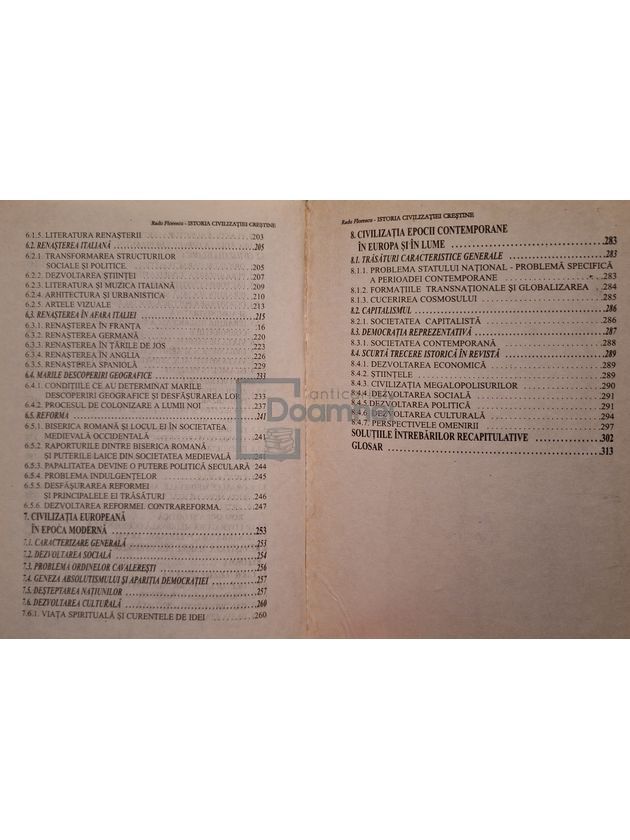 Radu Florescu - ISTORIA CIVILIZAȚIEI CREȘTINE
6.1.5. LITERATURA RENAȘTERII ........ 203
6.2. RENAȘTEREA ITALIANĂ ........ 205
6.2.1. TRANSFORMAREA STRUCTURILOR
SOCIALE ȘI POLITICE. ........ 205
6.2.2. DEZVOLTAREA ȘTIINȚEI ........ 207
6.2.3. LITERATURA ȘI MUZICA ITALIANĂ ........ 209
6.2.4. ARHITECTURA ȘI URBANISTICA ........ 210
6.2.5. ARTELE VIZUALE ........ 213
6.3. RENAȘTEREA ÎN AFARA ITALIEI ........ 215
6.3.1. RENAȘTEREA ÎN FRANȚA ........ 16
6.3.2. RENAȘTEREA GERMANĂ ........ 220
6.3.3. RENAȘTEREA ÎN ȚĂRILE DE JOS ........ 223
6.3.4. RENAȘTEREA ÎN ANGLIA ........ 226
6.3.5. RENAȘTEREA SPANIOLĂ ........ 229
6.4. MARILE DESCOPERIRI GEOGRAFICE ........ 233
6.4.1. CONDIȚIILE CE AU DETERMINAT MARILE
DESCOPERIRI GEOGRAFICE ȘI DESFĂȘURAREA LOR ... 233
6.4.2. PROCESUL DE COLONIZARE A LUMII NOI ........ 237
6.5. REFORMA ........ 241
6.5.1. BISERICA ROMANĂ ȘI LOCUL EI ÎN SOCIETATEA
MEDIEVALĂ OCCIDENTALĂ ........ 241
6.5.2. RAPORTURILE DINTRE BISERICA ROMANĂ
ȘI PUTERILE LAICE DIN SOCIETATEA MEDIEVALĂ ........ 241
6.5.3. PAPALITATEA DEVINE O PUTERE POLITICĂ SECULARĂ 244
6.5.4. PROBLEMA INDULGENȚELOR ........ 245
6.5.5. DESFĂȘURAREA REFORMEI
ȘI PRINCIPALELE EI TRĂSĂTURI ........ 246
6.5.6. DEZVOLTAREA REFORMEI. CONTRAREFORMA. ........ 247
7. CIVILIZAȚIA EUROPEANĂ
ÎN EPOCA MODERNĂ ........ 253
7.1. CARACTERIZARE GENERALĂ ........ 253
7.2. DEZVOLTAREA SOCIALĂ ........ 254
7.3. PROBLEMA ORDINELOR CAVALEREȘTI ........ 256
7.4. GENEZA ABSOLUTISMULUI ȘI APARIȚIA DEMOCRAȚIEI ........ 257
7.5. DEȘTEPTAREA NAȚIUNILOR ........ 257
7.6. DEZVOLTAREA CULTURALĂ ........ 260
7.6.1. VIAȚA SPIRITUALĂ ȘI CURENTELE DE IDEI ........ 260
Radu Florescu - ISTORIA CIVILIZAȚIEI CREȘTINE
8. CIVILIZAȚIA EPOCII CONTEMPORANE
ÎN EUROPA ȘI ÎN LUME ........ 283
8.1. TRĂSĂTURI CARACTERISTICE GENERALE ........ 283
8.1.1. PROBLEMA STATULUI NAȚIONAL - PROBLEMĂ SPECIFICĂ
A PERIOADEI CONTEMPORANE ........ 283
8.1.2. FORMAȚIILE TRANSNAȚIONALE ȘI GLOBALIZAREA ... 284
8.1.3. CUCERIREA COSMOSULUI ........ 285
8.2. CAPITALISMUL ........ 286
8.2.1. SOCIETATEA CAPITALISTĂ ........ 286
8.3. DEMOCRAȚIA REPREZENTATIVĂ ........ 287
8.3.1. SOCIETATEA CONTEMPORANĂ ........ 288
8.4. SCURTĂ TRECERE ISTORICĂ ÎN REVISTĂ ........ 289
8.4.1. DEZVOLTAREA ECONOMICĂ ........ 289
8.4.2. ȘTIINȚELE ........ 290
8.4.3. CIVILIZAȚIA MEGALOPOLISURILOR ........ 290
8.4.4. DEZVOLTAREA SOCIALĂ ........ 291
8.4.5 DEZVOLTAREA POLITICĂ ........ 291
8.4.6. DEZVOLTAREA CULTURALĂ ........ 294
8.4.7. PERSPECTIVELE OMENIRII ........ 297
SOLUȚIILE ÎNTREBĂRILOR RECAPITULATIVE ........ 302
GLOSAR ........ 313